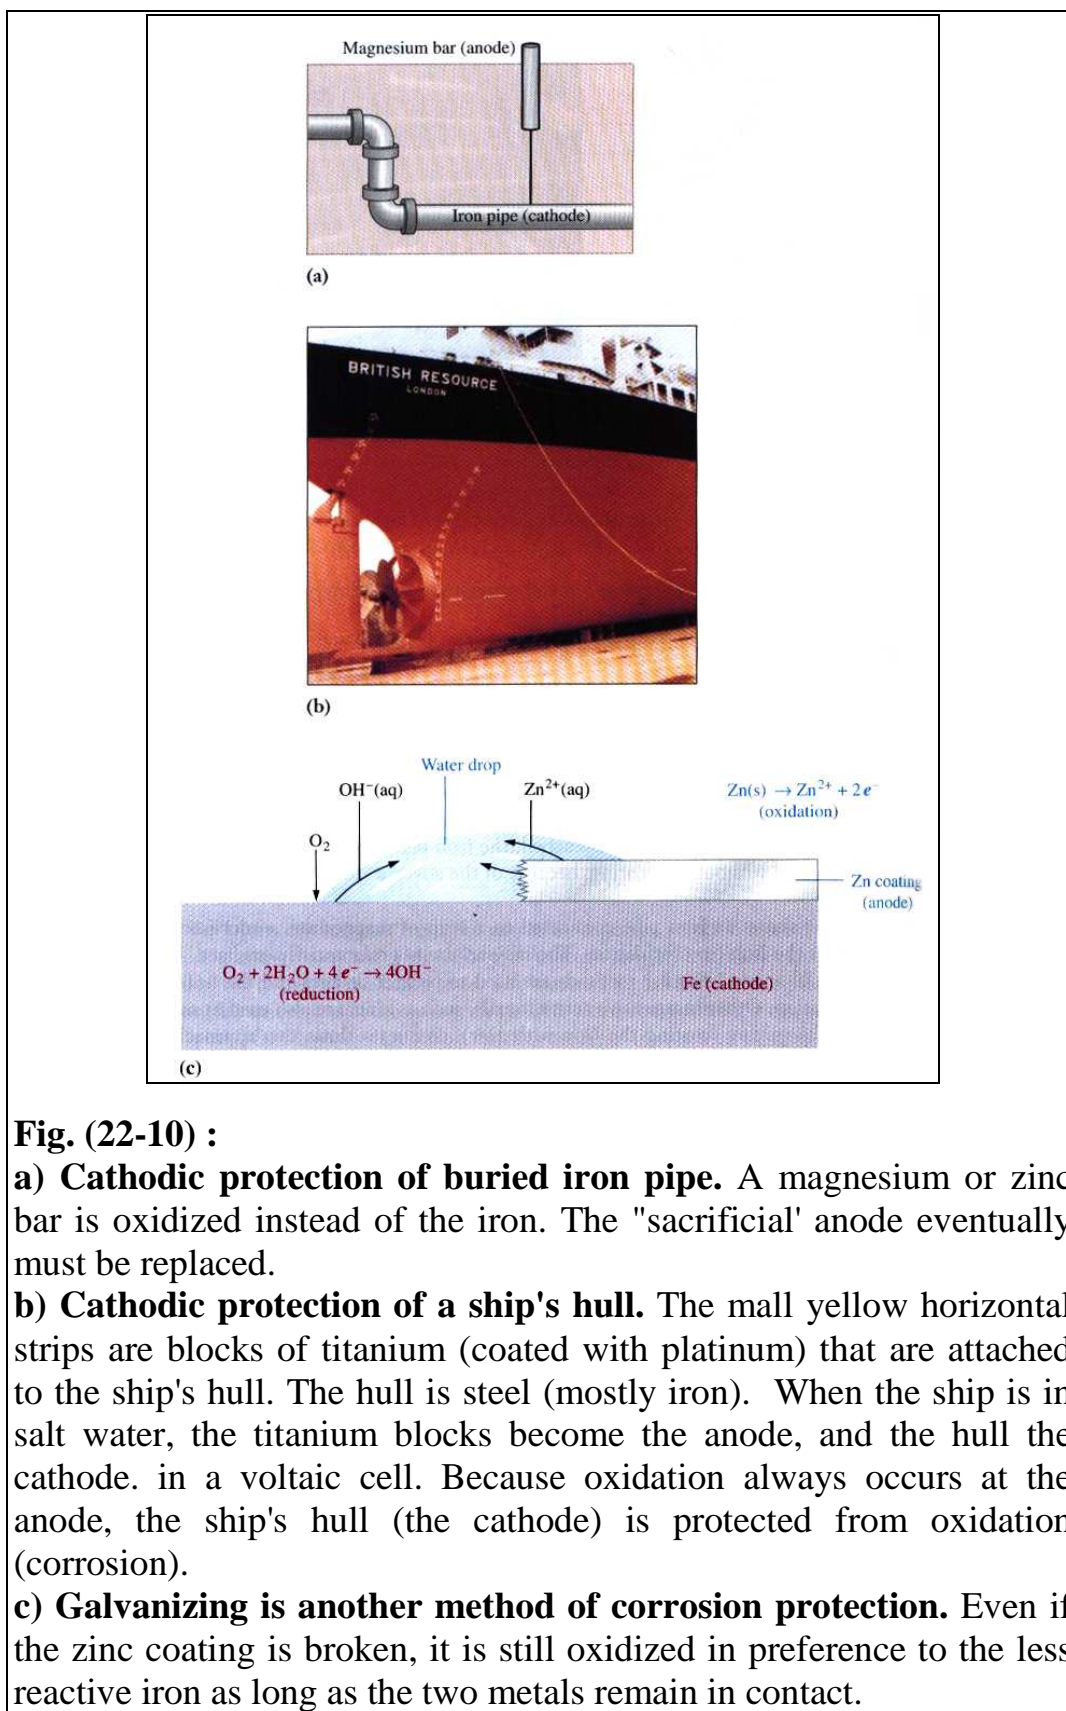 Magnesium bar (anode)
Iron pipe (cathode)
(a)
BRITISH RESOURCE
LONDON
(b)
Water drop
OH⁻(aq)
Zn²⁺(aq)
Zn(s) → Zn²⁺ + 2e⁻
(oxidation)
O₂
Zn coating
(anode)
O₂ + 2H₂O + 4e⁻ → 4OH⁻
(reduction)
Fe (cathode)
(c)
Fig. (22-10) :
a) Cathodic protection of buried iron pipe. A magnesium or zinc
bar is oxidized instead of the iron. The "sacrificial' anode eventually
must be replaced.
b) Cathodic protection of a ship's hull. The mall yellow horizontal
strips are blocks of titanium (coated with platinum) that are attached
to the ship's hull. The hull is steel (mostly iron). When the ship is in
salt water, the titanium blocks become the anode, and the hull the
cathode. in a voltaic cell. Because oxidation always occurs at the
anode, the ship's hull (the cathode) is protected from oxidation
(corrosion).
c) Galvanizing is another method of corrosion protection. Even if
the zinc coating is broken, it is still oxidized in preference to the less
reactive iron as long as the two metals remain in contact.